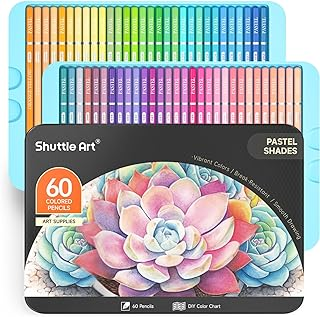 Shuttle Art®
PASTEL
SHADES
Vibrant Colors / Break-Resistant / Smooth Drawing
60
COLORED
PENCILS
ART SUPPLIES
60 Pencils
DIY Color Chart